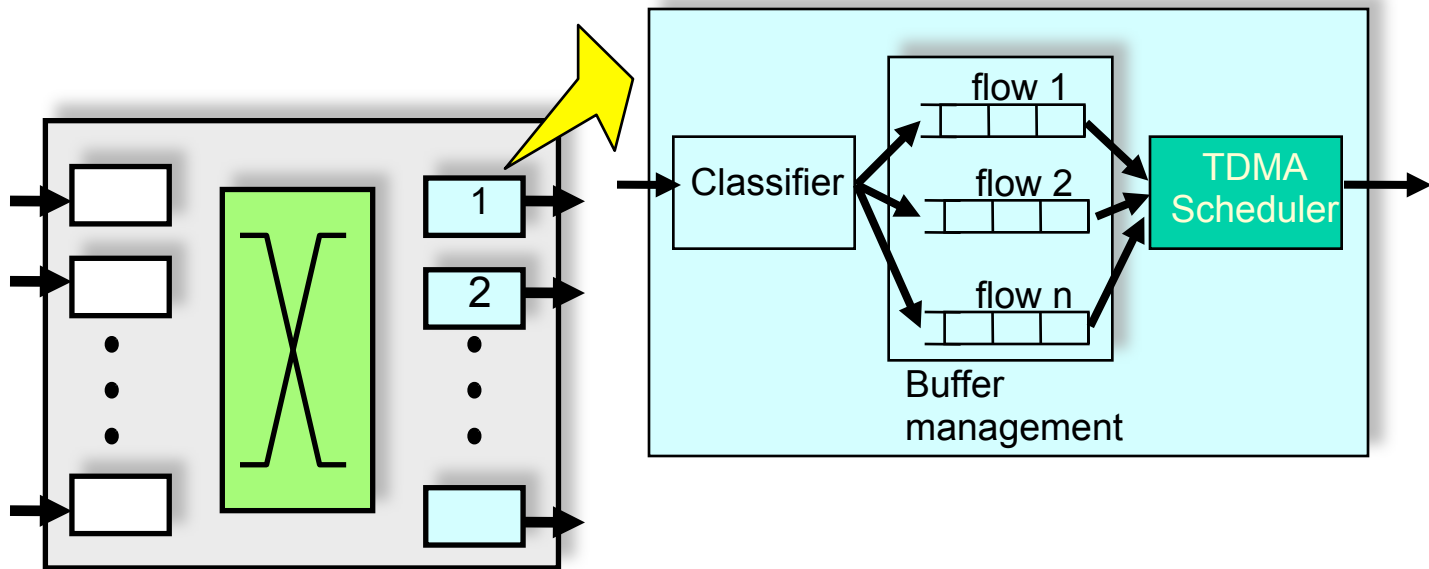 1
2
Classifier
flow 1
flow 2
flow n
Buffer
management
TDMA
Scheduler